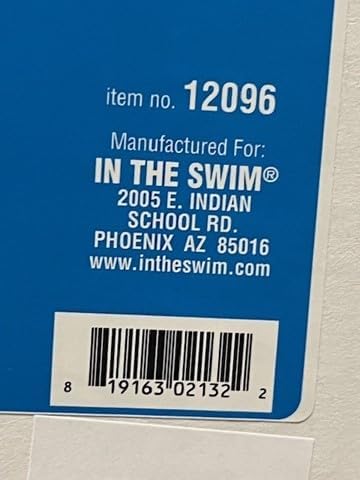 item no. 12096
Manufactured For:
IN THE SWIM®
2005 E. INDIAN
SCHOOL RD.
PHOENIX AZ 85016
www.intheswim.com
8 19163 02132 2